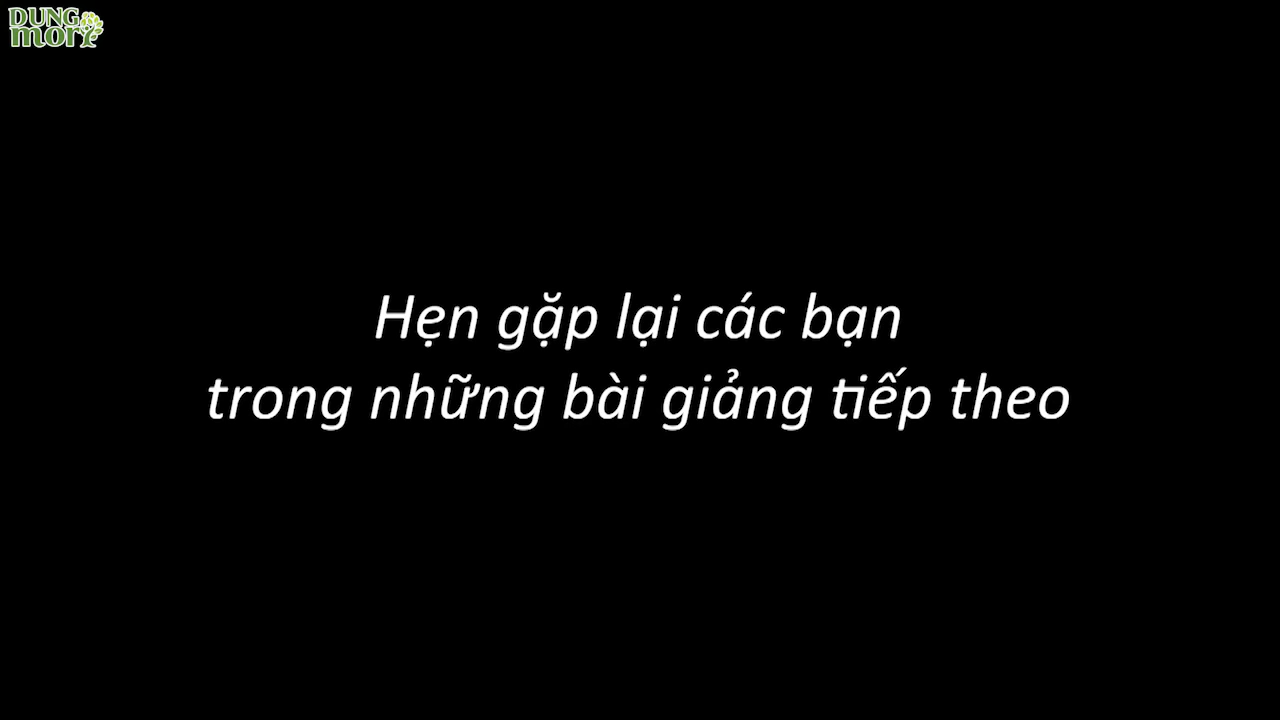 DUNG
mori
Hẹn gặp lại các bạn
trong những bài giảng tiếp theo